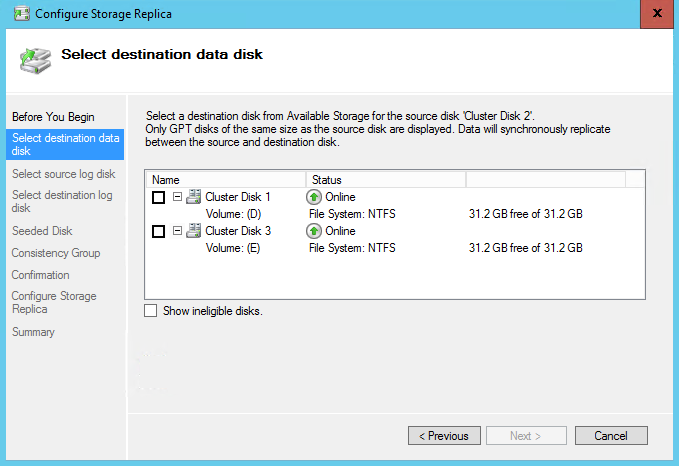 Configure Storage Replica
x
Select destination data disk
Before You Begin
Select destination data
disk
Select source log disk
Select destination log
disk
Seeded Disk
Consistency Group
Confirmation
Configure Storage
Replica
Summary
Select a destination disk from Available Storage for the source disk 'Cluster Disk 2'.
Only GPT disks of the same size as the source disk are displayed. Data will synchronously replicate
between the source and destination disk.
Name Status
Cluster Disk 1 Online
Volume: (D) File System: NTFS 31.2 GB free of 31.2 GB
Cluster Disk 3 Online
Volume: (E) File System: NTFS 31.2 GB free of 31.2 GB
Show ineligible disks.
< Previous Next > Cancel